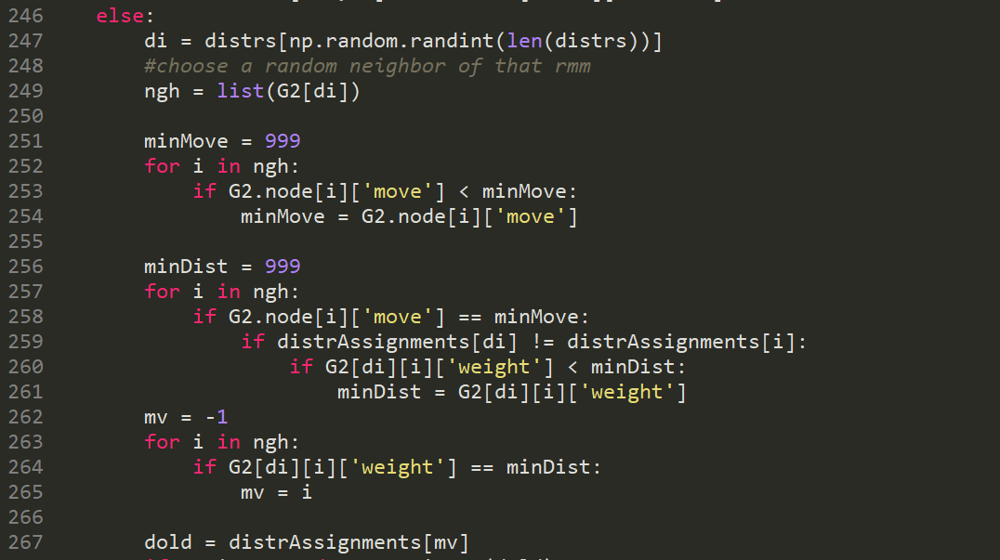 246 else:
247 di = distrs[np.random.randint(len(distrs))]
248 #choose a random neighbor of that rmm
249 ngh = list(G2[di])
250
251 minMove = 999
252 for i in ngh:
253 if G2.node[i]['move'] < minMove:
254 minMove = G2.node[i]['move']
255
256 minDist = 999
257 for i in ngh:
258 if G2.node[i]['move'] == minMove:
259 if distrAssignments[di] != distrAssignments[i]:
260 if G2[di][i]['weight'] < minDist:
261 minDist = G2[di][i]['weight']
262 mv = -1
263 for i in ngh:
264 if G2[di][i]['weight'] == minDist:
265 mv = i
266
267 dold = distrAssignments[mv]